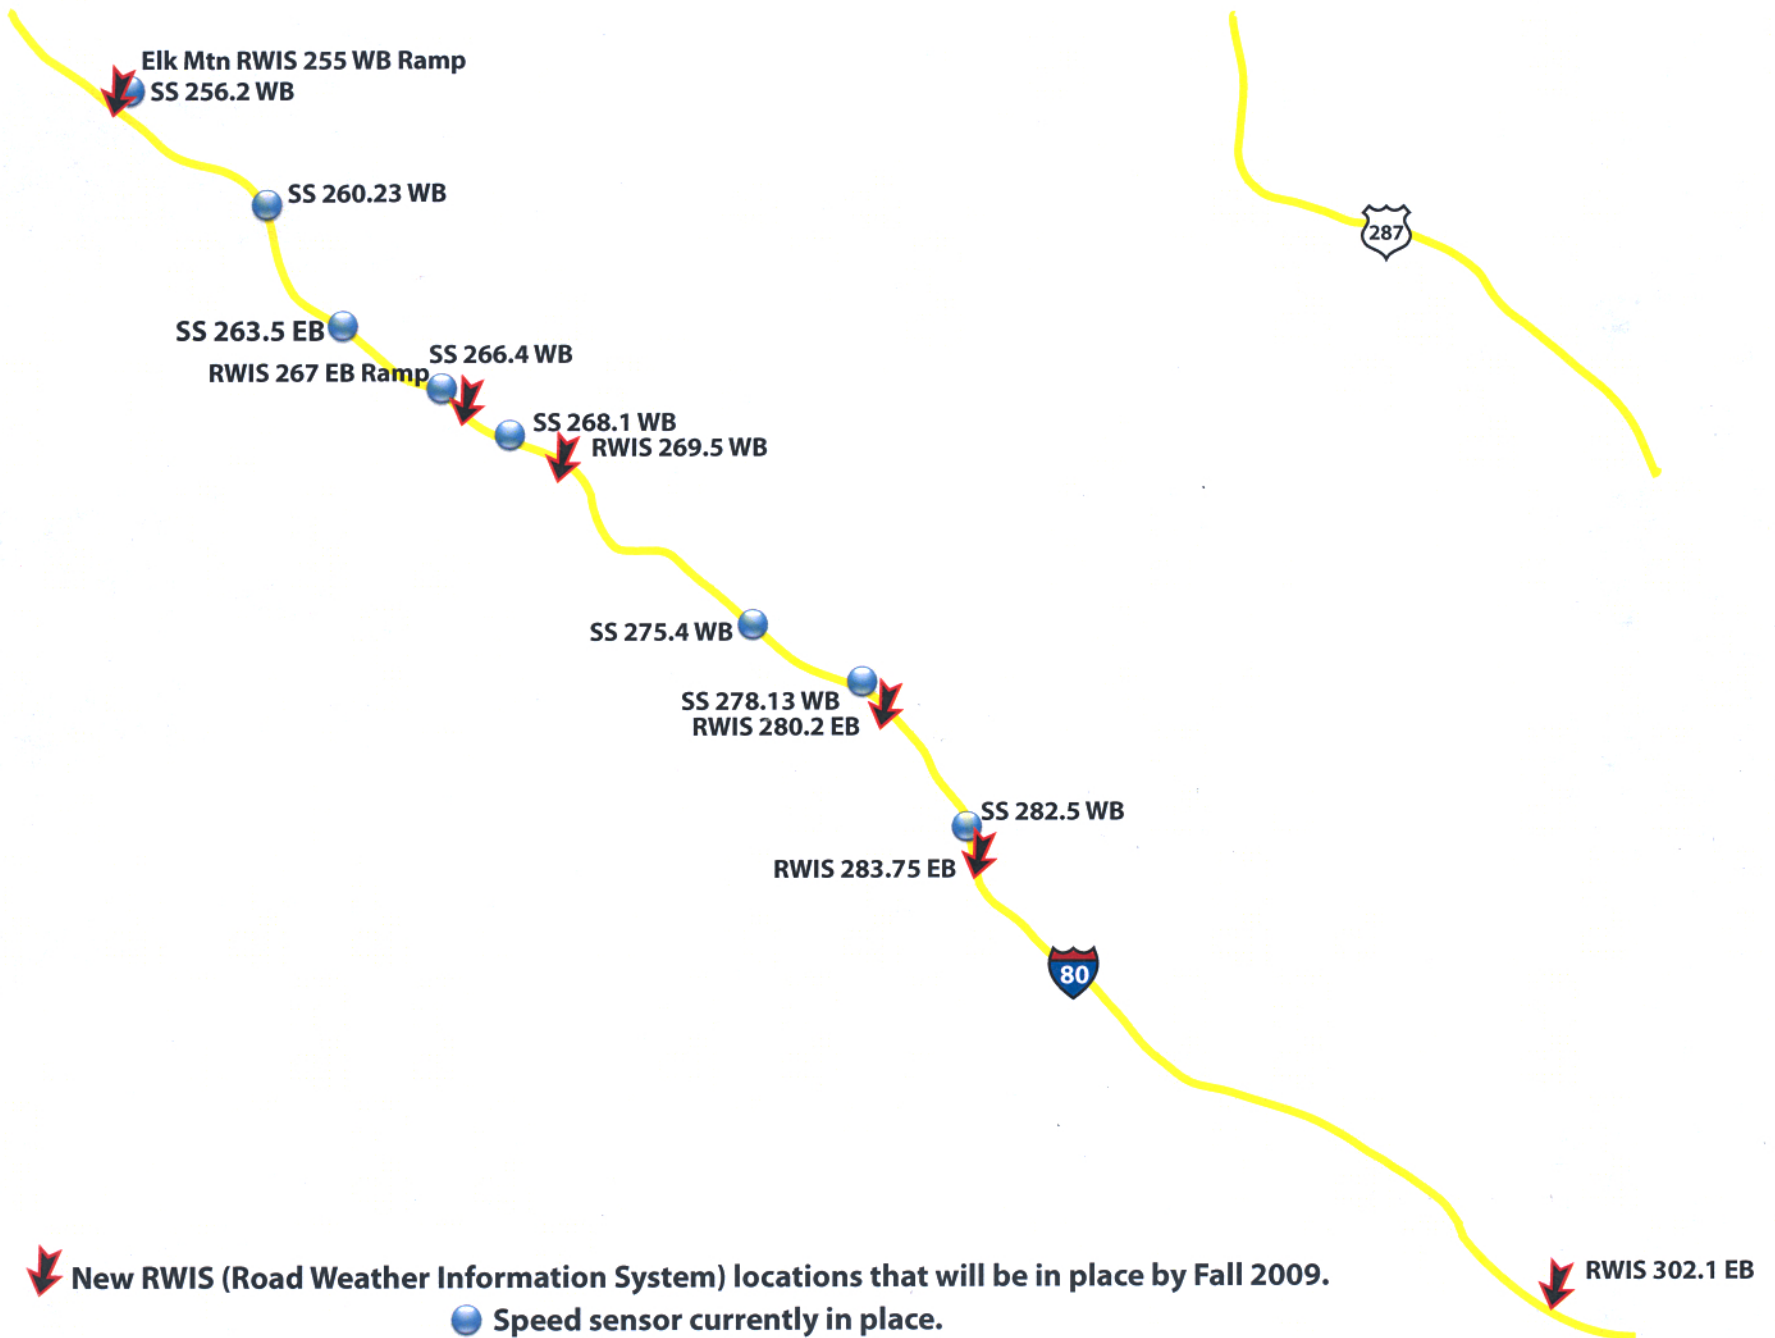 Elk Mtn RWIS 255 WB Ramp
SS 256.2 WB
SS 260.23 WB
287
SS 263.5 EB
SS 266.4 WB
RWIS 267 EB Ramp
SS 268.1 WB
RWIS 269.5 WB
SS 275.4 WB
SS 278.13 WB
RWIS 280.2 EB
SS 282.5 WB
RWIS 283.75 EB
80
RWIS 302.1 EB
New RWIS (Road Weather Information System) locations that will be in place by Fall 2009.
Speed sensor currently in place.